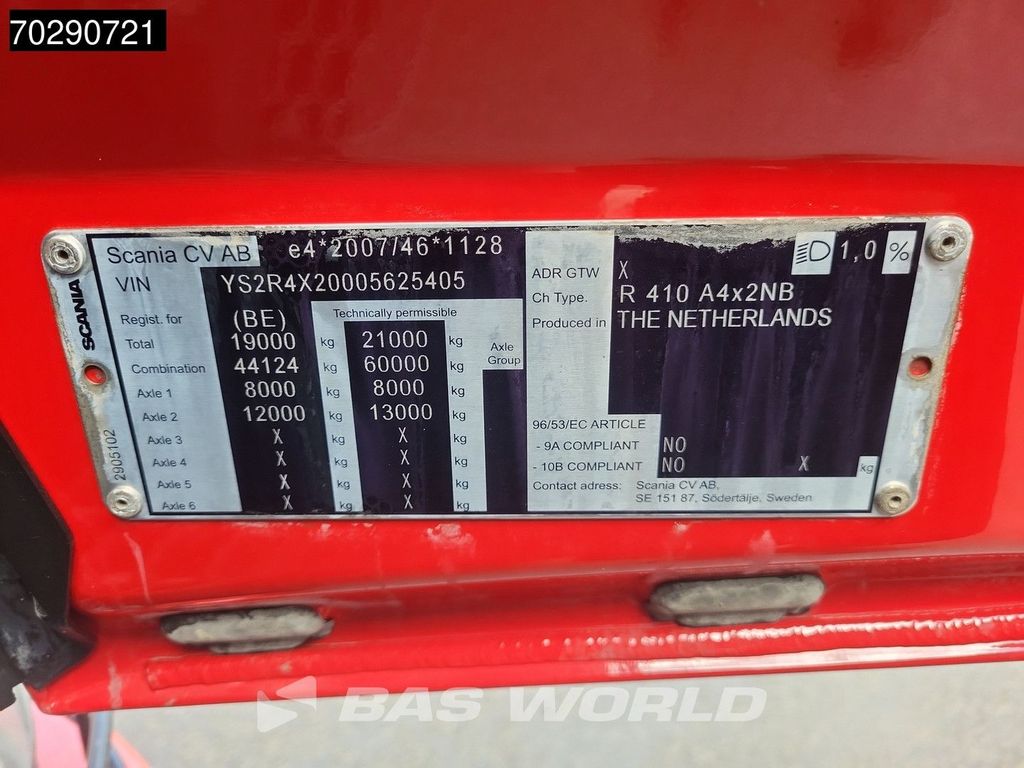 70290721
SCANIA
2905102
Scania CV AB e4*2007/46*1128
VIN YS2R4X20005625405
Regist. for (BE) Technically permissible
Total 19000 kg 21000 kg Axle Group
Combination 44124 kg 60000 kg
Axle 1 8000 kg 8000 kg
Axle 2 12000 kg 13000 kg
Axle 3 X kg X kg
Axle 4 X kg X kg
Axle 5 X kg X kg
Axle 6 X kg X kg
1,0 %
ADR GTW X
Ch Type. R 410 A4x2NB
Produced in THE NETHERLANDS
96/53/EC ARTICLE
- 9A COMPLIANT NO
- 10B COMPLIANT NO X kg
Contact adress: Scania CV AB,
SE 151 87, Södertälje, Sweden
BAS WORLD